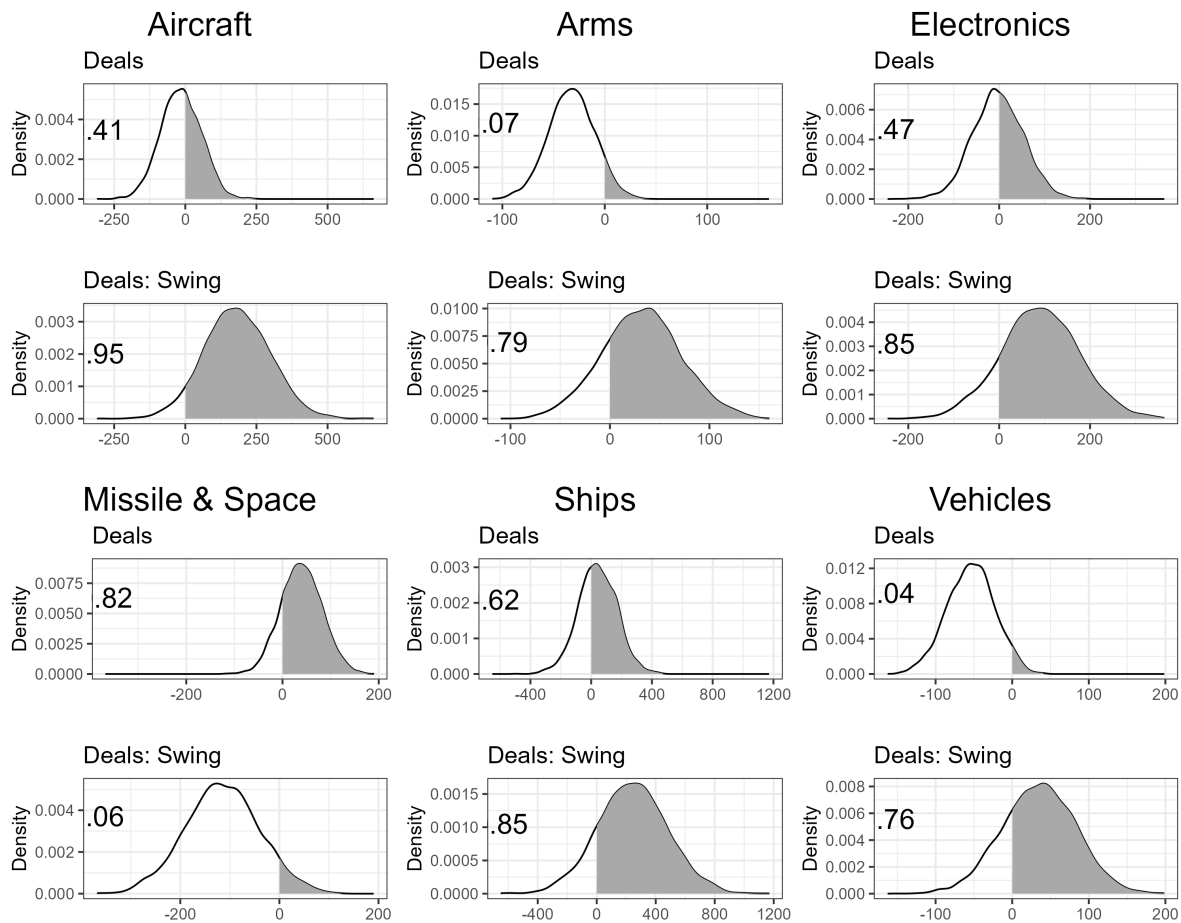 Aircraft
Deals
Density
0.004
0.002
0.000
.41
-250 0 250 500
Deals: Swing
Density
0.003
0.002
0.001
0.000
.95
-250 0 250 500
Arms
Deals
Density
0.015
0.010
0.005
0.000
.07
-100 0 100
Deals: Swing
Density
0.0100
0.0075
0.0050
0.0025
0.0000
.79
-100 0 100
Electronics
Deals
Density
0.006
0.004
0.002
0.000
.47
-200 0 200
Deals: Swing
Density
0.004
0.003
0.002
0.001
0.000
.85
-200 0 200
Missile & Space
Deals
Density
0.0075
0.0050
0.0025
0.0000
.82
-200 0 200
Deals: Swing
Density
0.004
0.002
0.000
.06
-200 0 200
Ships
Deals
Density
0.003
0.002
0.001
0.000
.62
-400 0 400 800 1200
Deals: Swing
Density
0.0015
0.0010
0.0005
0.0000
.85
-400 0 400 800 1200
Vehicles
Deals
Density
0.012
0.008
0.004
0.000
.04
-100 0 100 200
Deals: Swing
Density
0.008
0.006
0.004
0.002
0.000
.76
-100 0 100 200